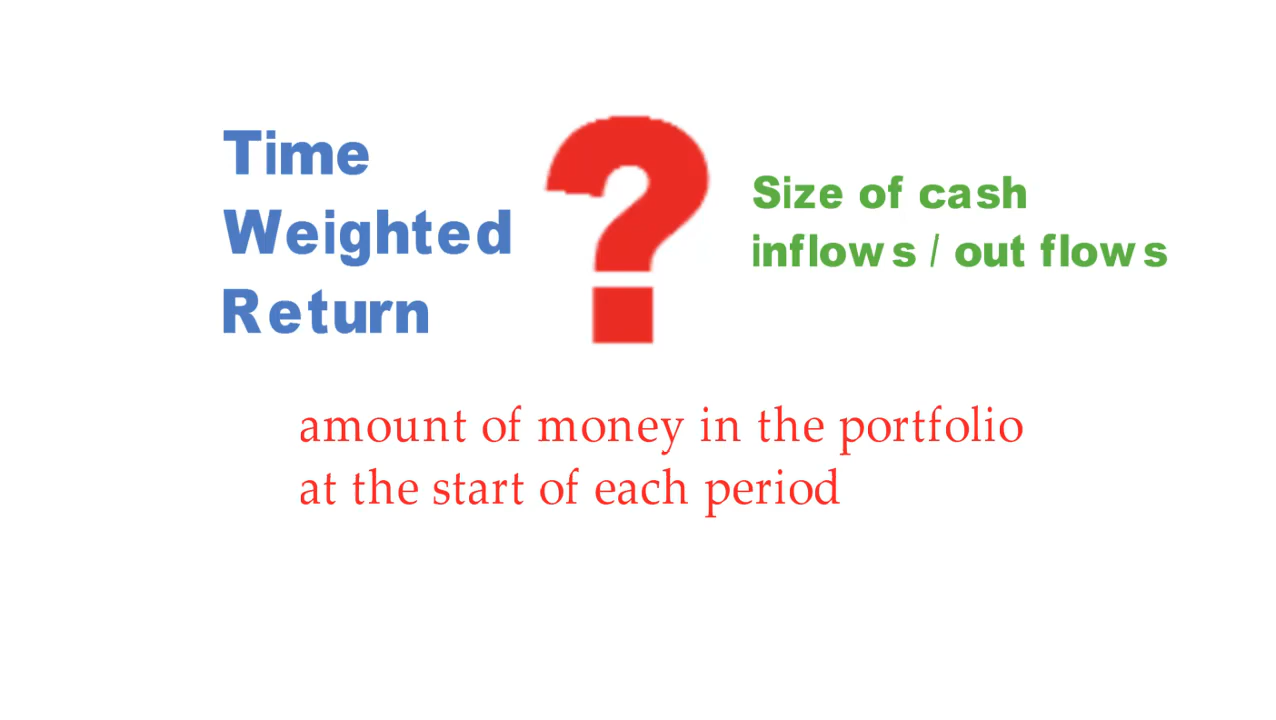 Time
Weighted
Return
?
Size of cash
inflows / out flows
amount of money in the portfolio
at the start of each period